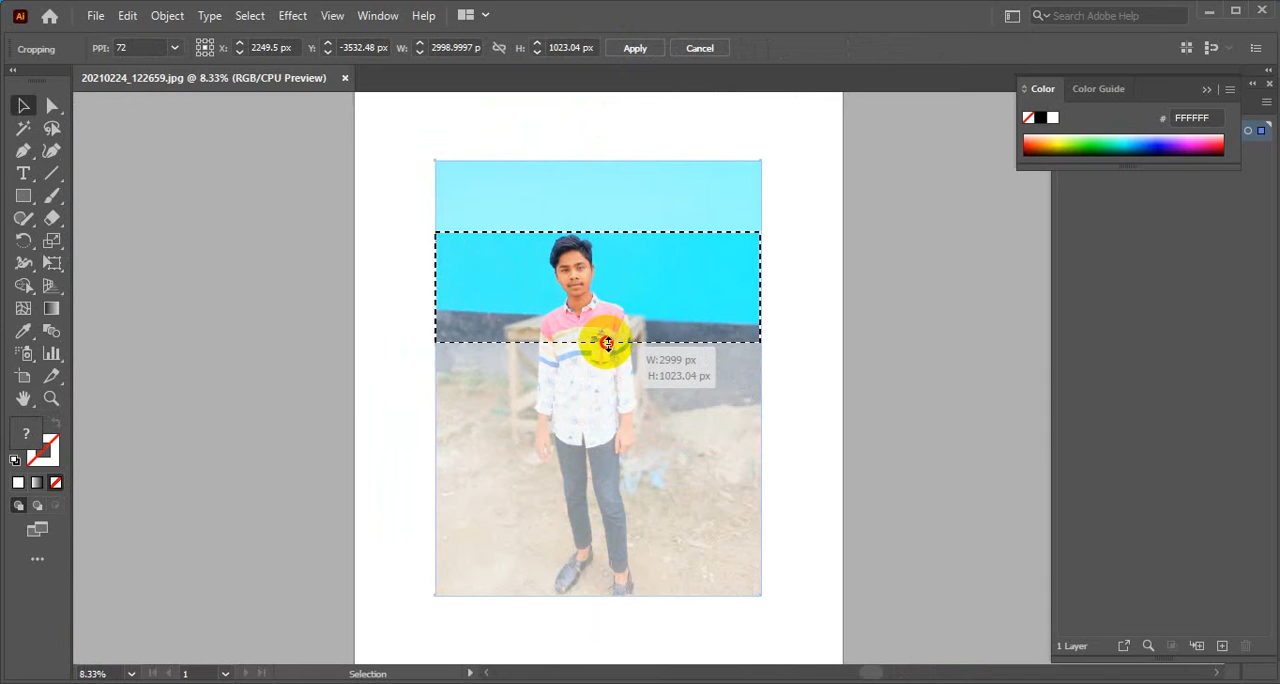 Ai File Edit Object Type Select Effect View Window Help Search Adobe Help
Cropping PPI: 72 X: 2249.5 px Y: -3532.48 px W: 2998.9997 p H: 1023.04 px Apply Cancel
20210224_122659.jpg @ 8.33% (RGB/CPU Preview)
Color Color Guide
# FFFFFF
W:2999 px
H:1023.04 px
?
1 Layer
8.33% 1 Selection